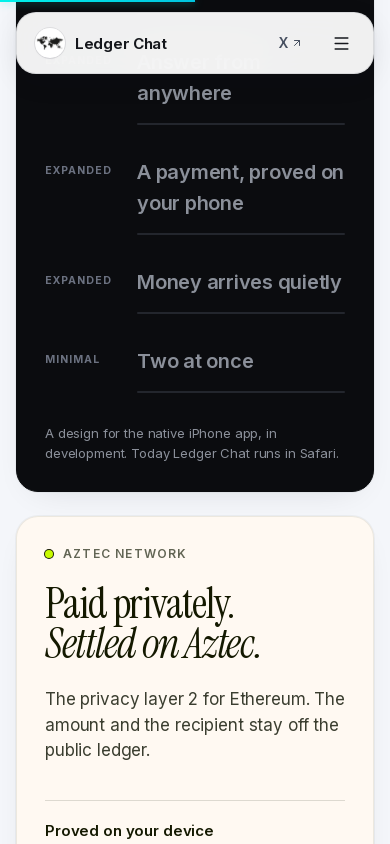 Ledger Chat
X
Answer from
anywhere
EXPANDED
A payment, proved on
your phone
EXPANDED
Money arrives quietly
MINIMAL
Two at once
A design for the native iPhone app, in
development. Today Ledger Chat runs in Safari.
AZTEC NETWORK
Paid privately.
Settled on Aztec.
The privacy layer 2 for Ethereum. The
amount and the recipient stay off the
public ledger.
Proved on your device